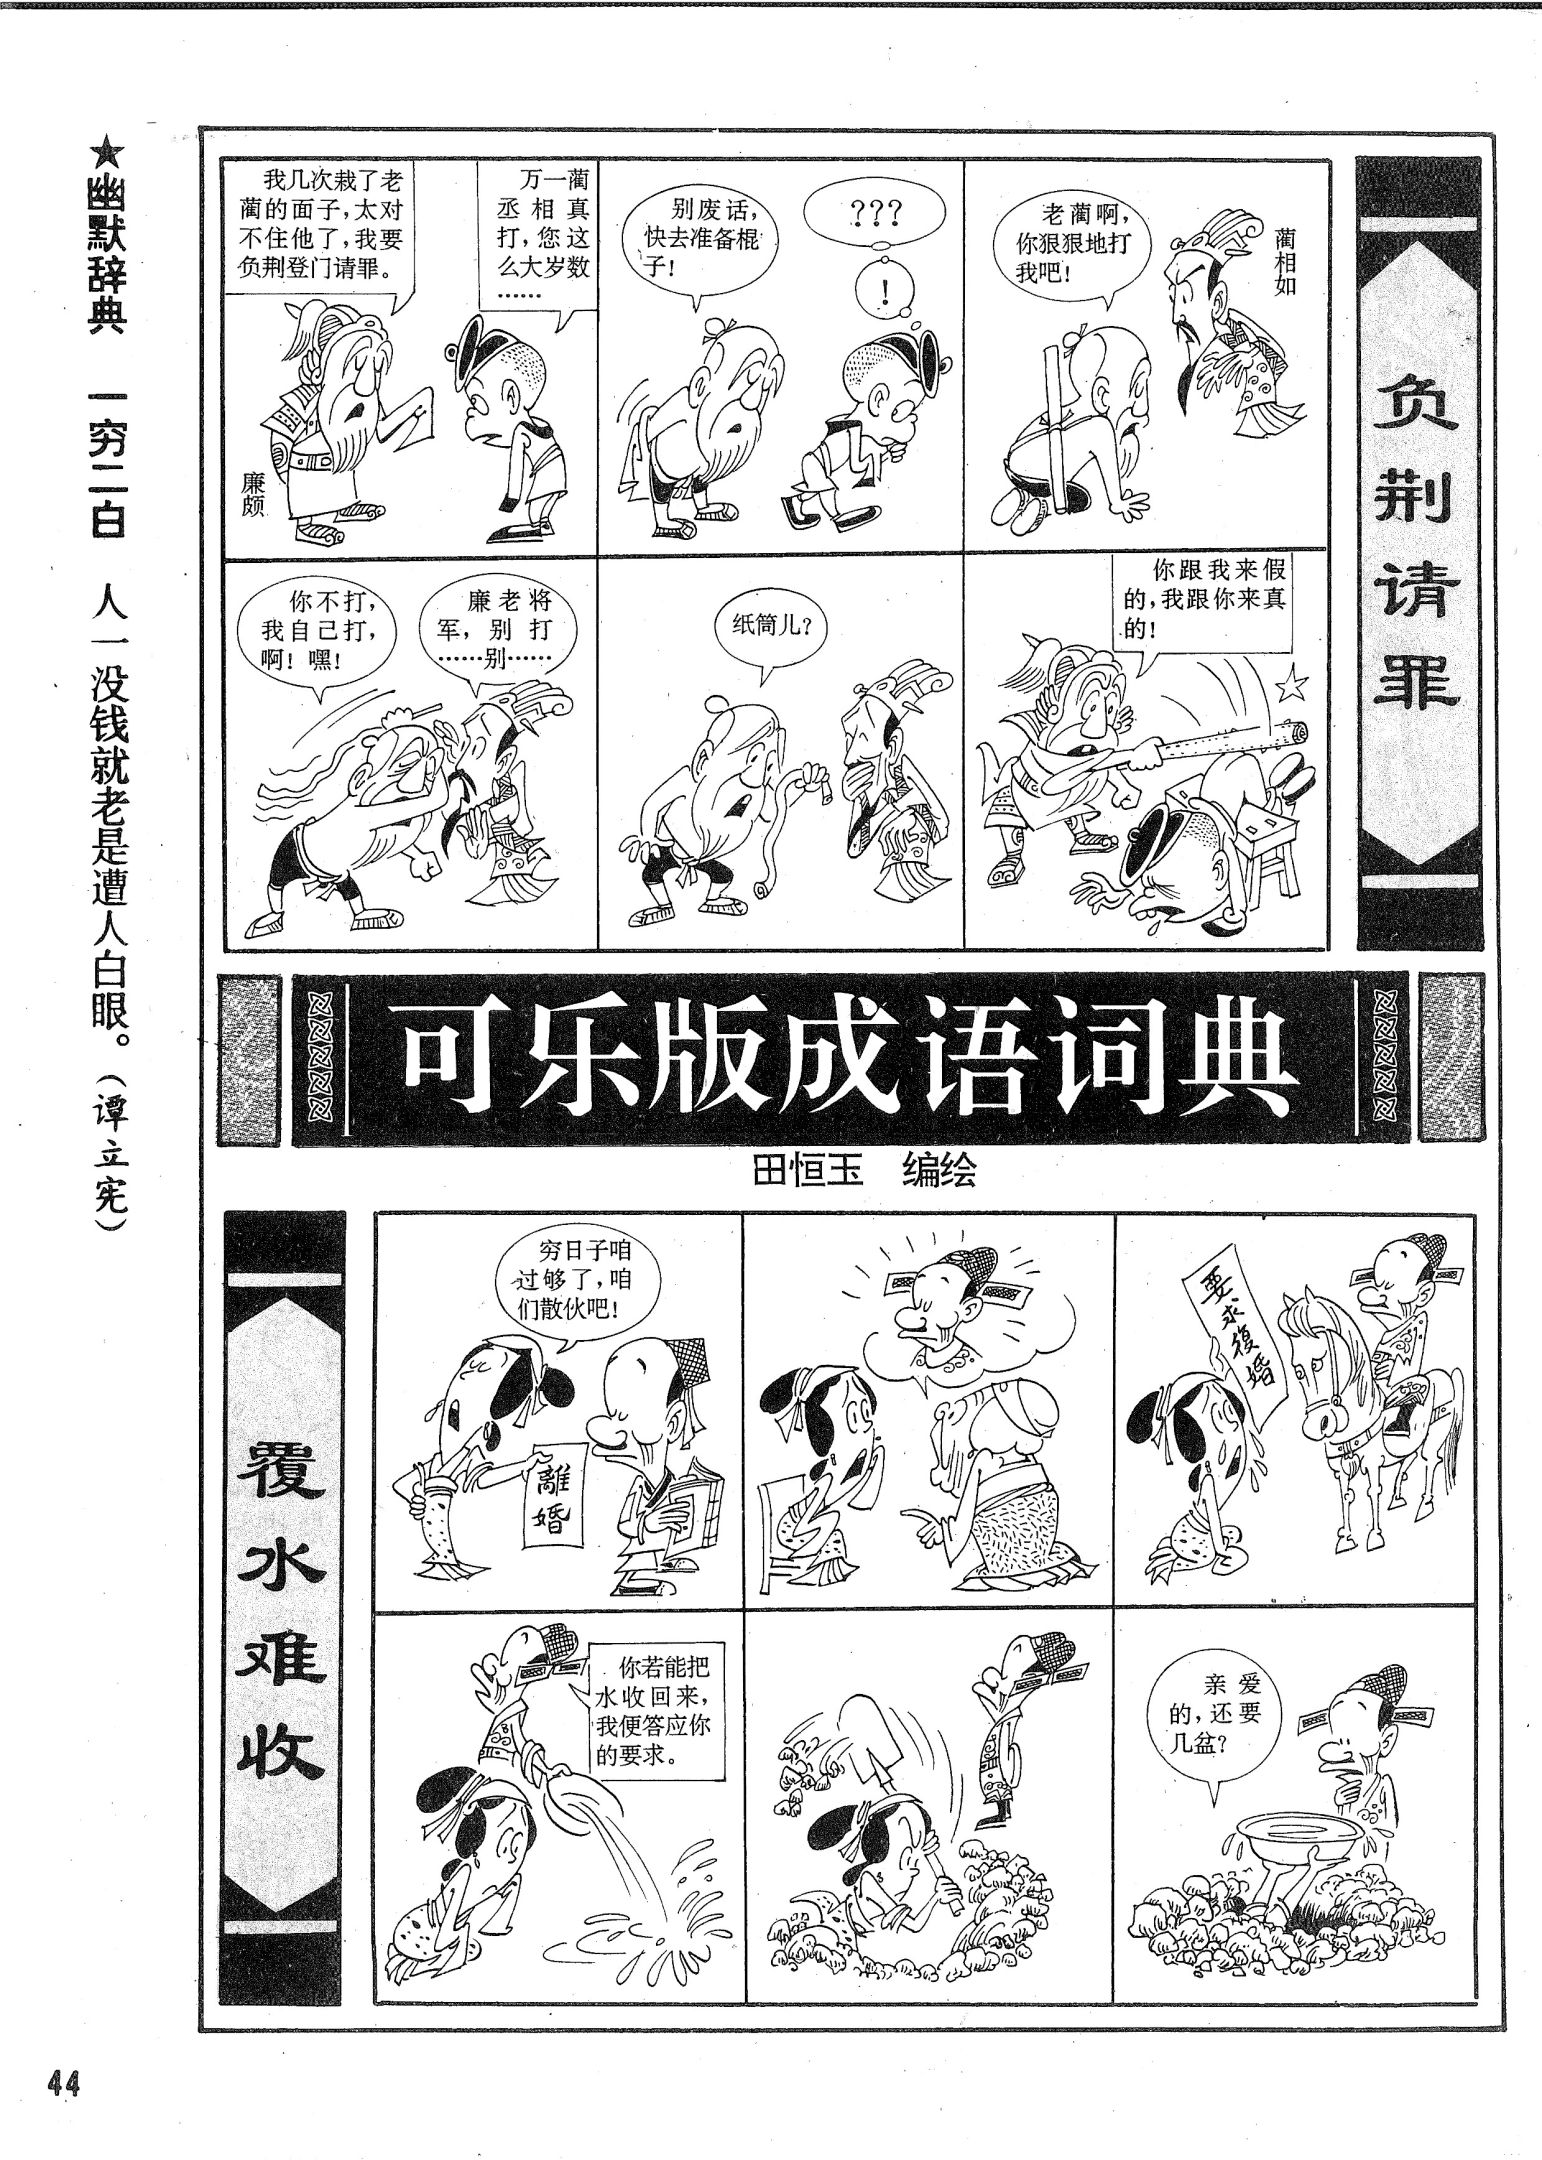 ★幽默辞典 一穷二白 人一没钱就老是遭人白眼。(谭立宪)
负荆请罪
我几次栽了老
蔺的面子，太对
不住他了，我要
负荆登门请罪。
廉颇
万一蔺
丞相真
打，您这
么大岁数
……
别废话，
快去准备棍
子！
？？？
！
老蔺啊，
你狠狠地打
我吧！
蔺相如
你不打，
我自己打，
啊！嘿！
廉老将
军，别打
……别……
纸筒儿？
你跟我来假
的，我跟你来真
的！
可乐版成语词典
田恒玉 编绘
覆水难收
穷日子咱
过够了，咱
们散伙吧！
離婚
要求復婚
你若能把
水收回来，
我便答应你
的要求。
亲爱
的，还要
几盆？
44